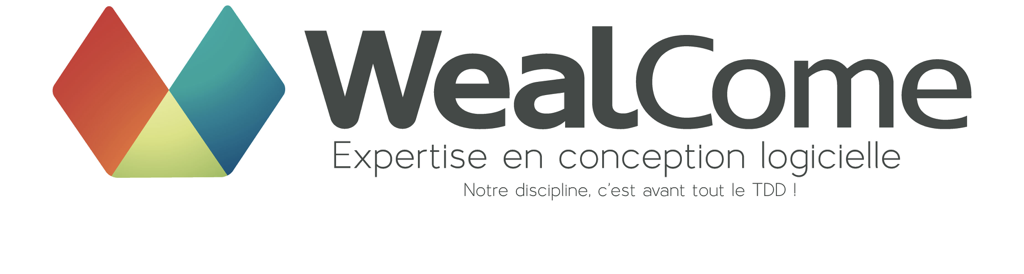 WealCome
Expertise en conception logicielle
Notre discipline, c'est avant tout le TDD !